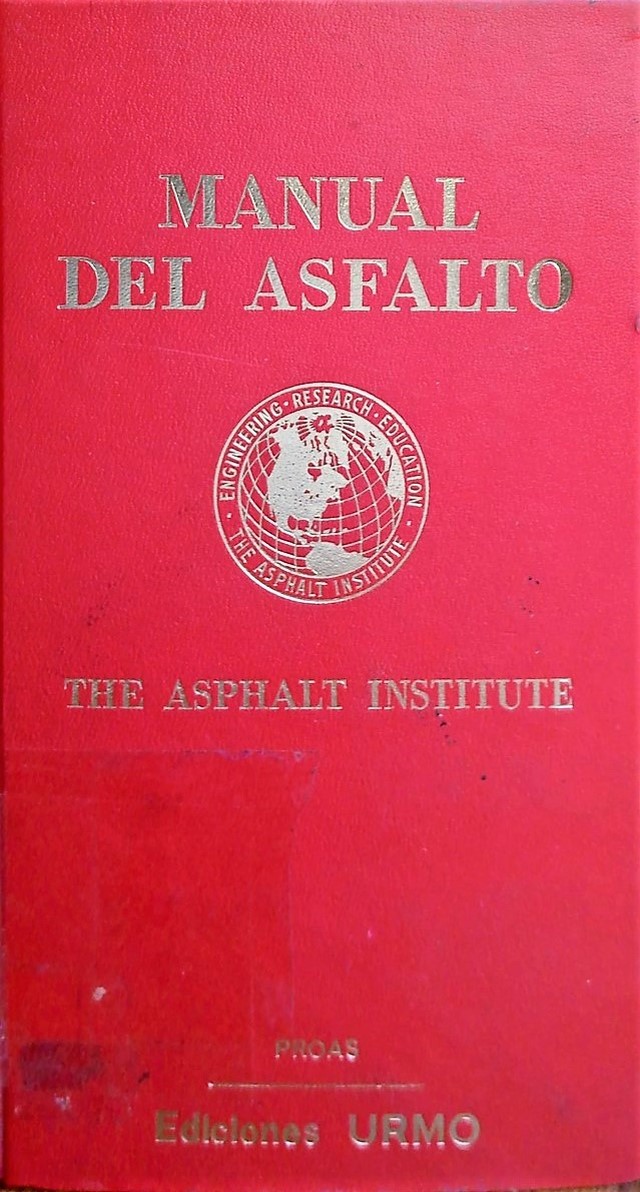 MANUAL
DEL ASFALTO
ENGINEERING · RESEARCH · EDUCATION
· THE ASPHALT INSTITUTE ·
THE ASPHALT INSTITUTE
PROAS
Ediciones URMO